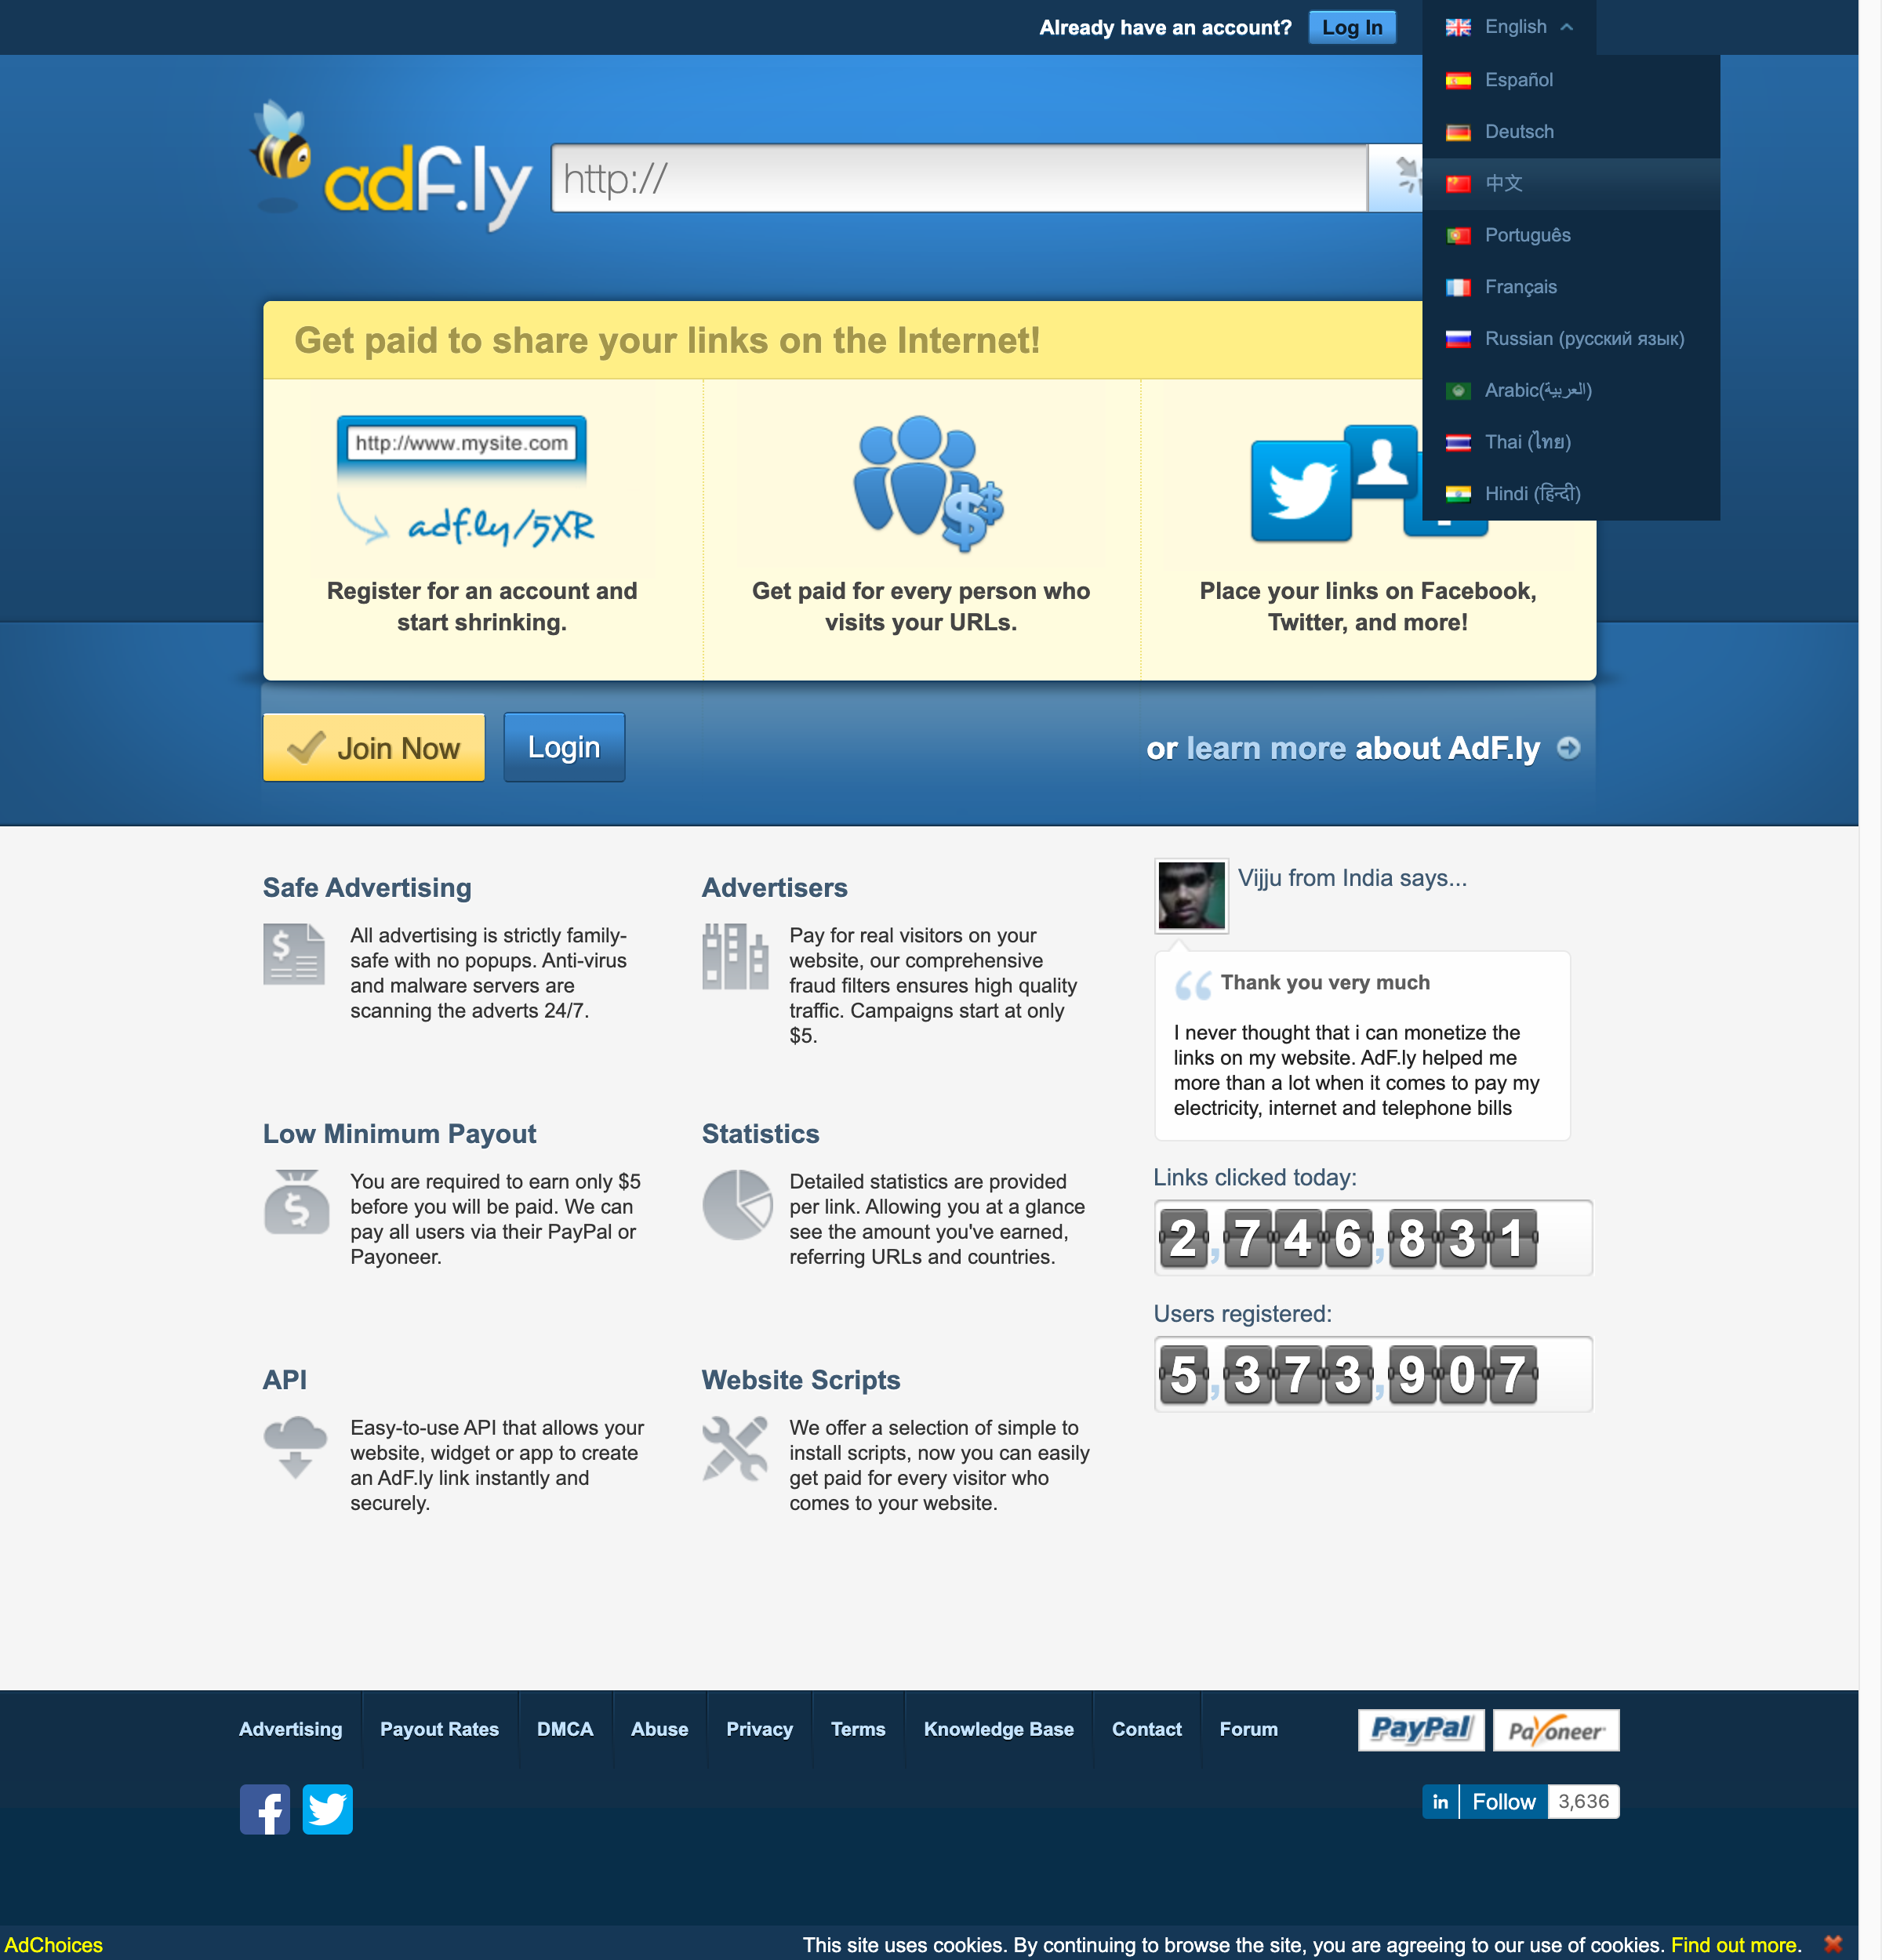 Already have an account?
Log In
English
Español
Deutsch
中文
Português
Français
Russian (русский язык)
Arabic(العربية)
Thai (ไทย)
Hindi (हिन्दी)
adF.ly
http://
Get paid to share your links on the Internet!
http://www.mysite.com
adf.ly/5XR
Register for an account and
start shrinking.
Get paid for every person who
visits your URLs.
Place your links on Facebook,
Twitter, and more!
Join Now
Login
or learn more about AdF.ly
Safe Advertising
All advertising is strictly family-
safe with no popups. Anti-virus
and malware servers are
scanning the adverts 24/7.
Advertisers
Pay for real visitors on your
website, our comprehensive
fraud filters ensures high quality
traffic. Campaigns start at only
$5.
Low Minimum Payout
You are required to earn only $5
before you will be paid. We can
pay all users via their PayPal or
Payoneer.
Statistics
Detailed statistics are provided
per link. Allowing you at a glance
see the amount you've earned,
referring URLs and countries.
API
Easy-to-use API that allows your
website, widget or app to create
an AdF.ly link instantly and
securely.
Website Scripts
We offer a selection of simple to
install scripts, now you can easily
get paid for every visitor who
comes to your website.
Vijju from India says...
Thank you very much
I never thought that i can monetize the
links on my website. AdF.ly helped me
more than a lot when it comes to pay my
electricity, internet and telephone bills
Links clicked today:
2,746,831
Users registered:
5,373,907
Advertising
Payout Rates
DMCA
Abuse
Privacy
Terms
Knowledge Base
Contact
Forum
PayPal
Payoneer
in Follow 3,636
AdChoices
This site uses cookies. By continuing to browse the site, you are agreeing to our use of cookies. Find out more.